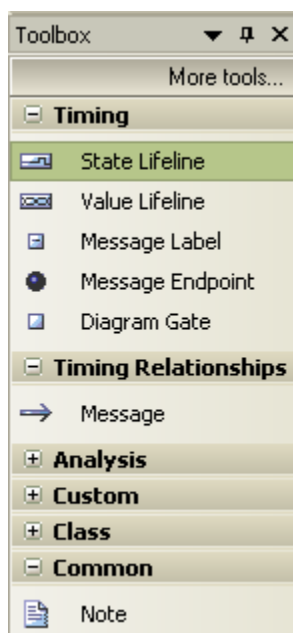 Toolbox
More tools...
Timing
State Lifeline
Value Lifeline
Message Label
Message Endpoint
Diagram Gate
Timing Relationships
Message
Analysis
Custom
Class
Common
Note